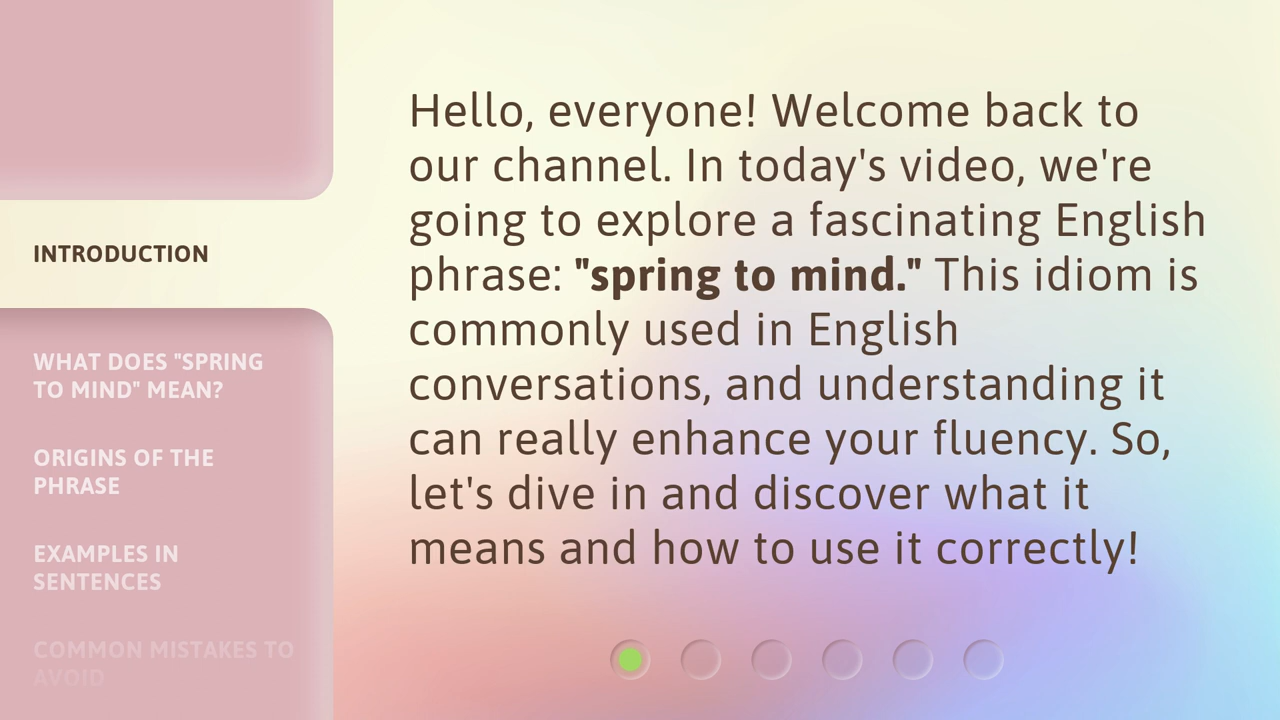 INTRODUCTION
WHAT DOES "SPRING
TO MIND" MEAN?
ORIGINS OF THE
PHRASE
EXAMPLES IN
SENTENCES
COMMON MISTAKES TO
AVOID
Hello, everyone! Welcome back to
our channel. In today's video, we're
going to explore a fascinating English
phrase: "spring to mind." This idiom is
commonly used in English
conversations, and understanding it
can really enhance your fluency. So,
let's dive in and discover what it
means and how to use it correctly!